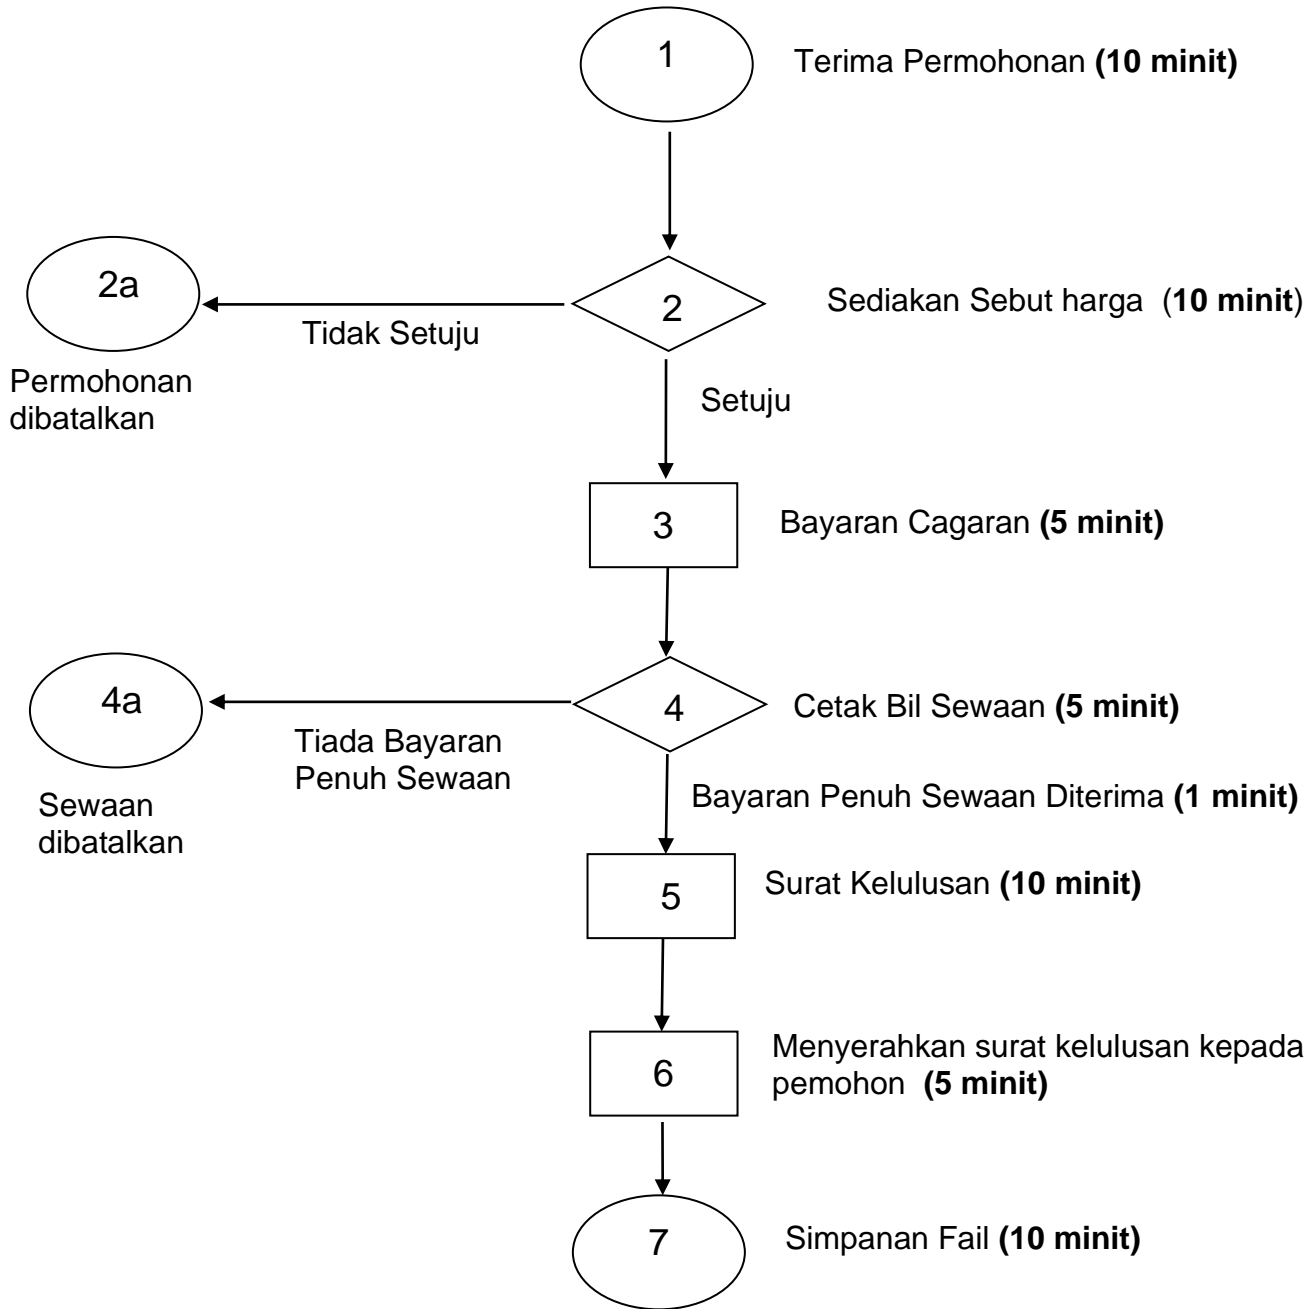 1
Terima Permohonan (10 minit)
2a
2
Sediakan Sebut harga (10 minit)
Tidak Setuju
Permohonan
dibatalkan
Setuju
3
Bayaran Cagaran (5 minit)
4a
4
Cetak Bil Sewaan (5 minit)
Tiada Bayaran
Penuh Sewaan
Sewaan
dibatalkan
Bayaran Penuh Sewaan Diterima (1 minit)
5
Surat Kelulusan (10 minit)
6
Menyerahkan surat kelulusan kepada
pemohon (5 minit)
7
Simpanan Fail (10 minit)